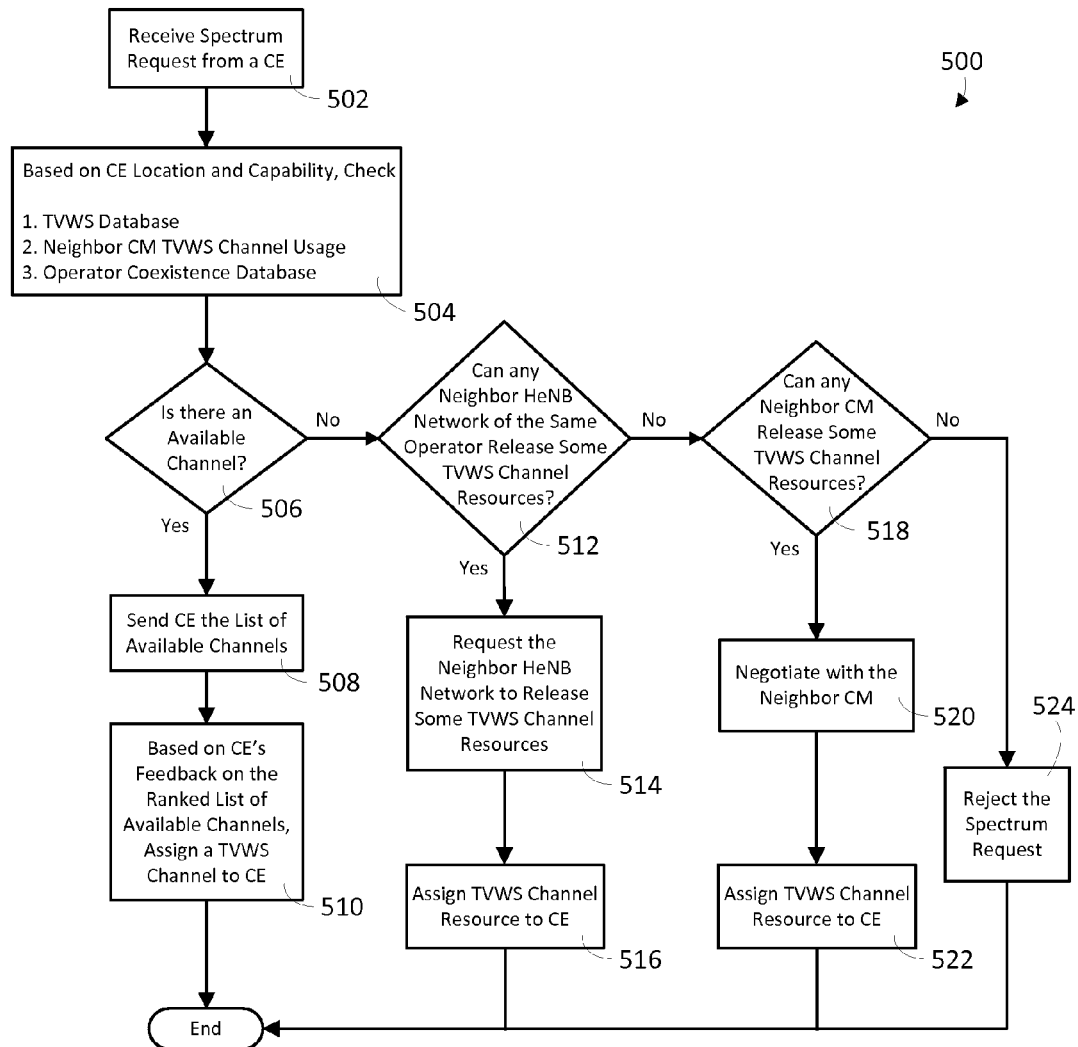 Receive Spectrum
Request from a CE
502
500
Based on CE Location and Capability, Check
1. TVWS Database
2. Neighbor CM TVWS Channel Usage
3. Operator Coexistence Database
504
Is there an
Available
Channel?
506
No
Yes
Can any
Neighbor HeNB
Network of the Same
Operator Release Some
TVWS Channel
Resources?
512
No
Yes
Can any
Neighbor CM
Release Some
TVWS Channel
Resources?
518
No
Yes
Send CE the List of
Available Channels
508
Based on CE's
Feedback on the
Ranked List of
Available Channels,
Assign a TVWS
Channel to CE
510
Request the
Neighbor HeNB
Network to Release
Some TVWS Channel
Resources
514
Assign TVWS Channel
Resource to CE
516
Negotiate with the
Neighbor CM
520
Assign TVWS Channel
Resource to CE
522
524
Reject the
Spectrum
Request
End